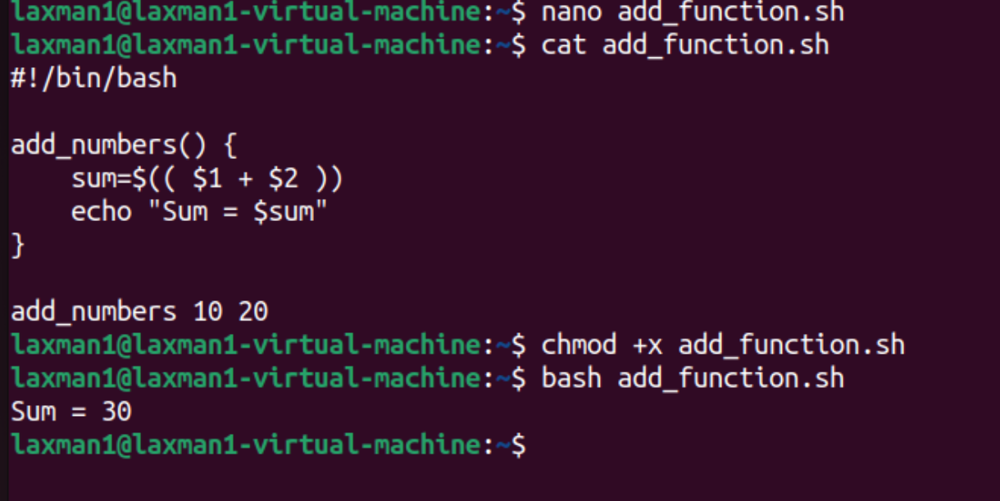 laxman1@laxman1-virtual-machine:~$ nano add_function.sh
laxman1@laxman1-virtual-machine:~$ cat add_function.sh
#!/bin/bash

add_numbers() {
    sum=$(( $1 + $2 ))
    echo "Sum = $sum"
}

add_numbers 10 20
laxman1@laxman1-virtual-machine:~$ chmod +x add_function.sh
laxman1@laxman1-virtual-machine:~$ bash add_function.sh
Sum = 30
laxman1@laxman1-virtual-machine:~$